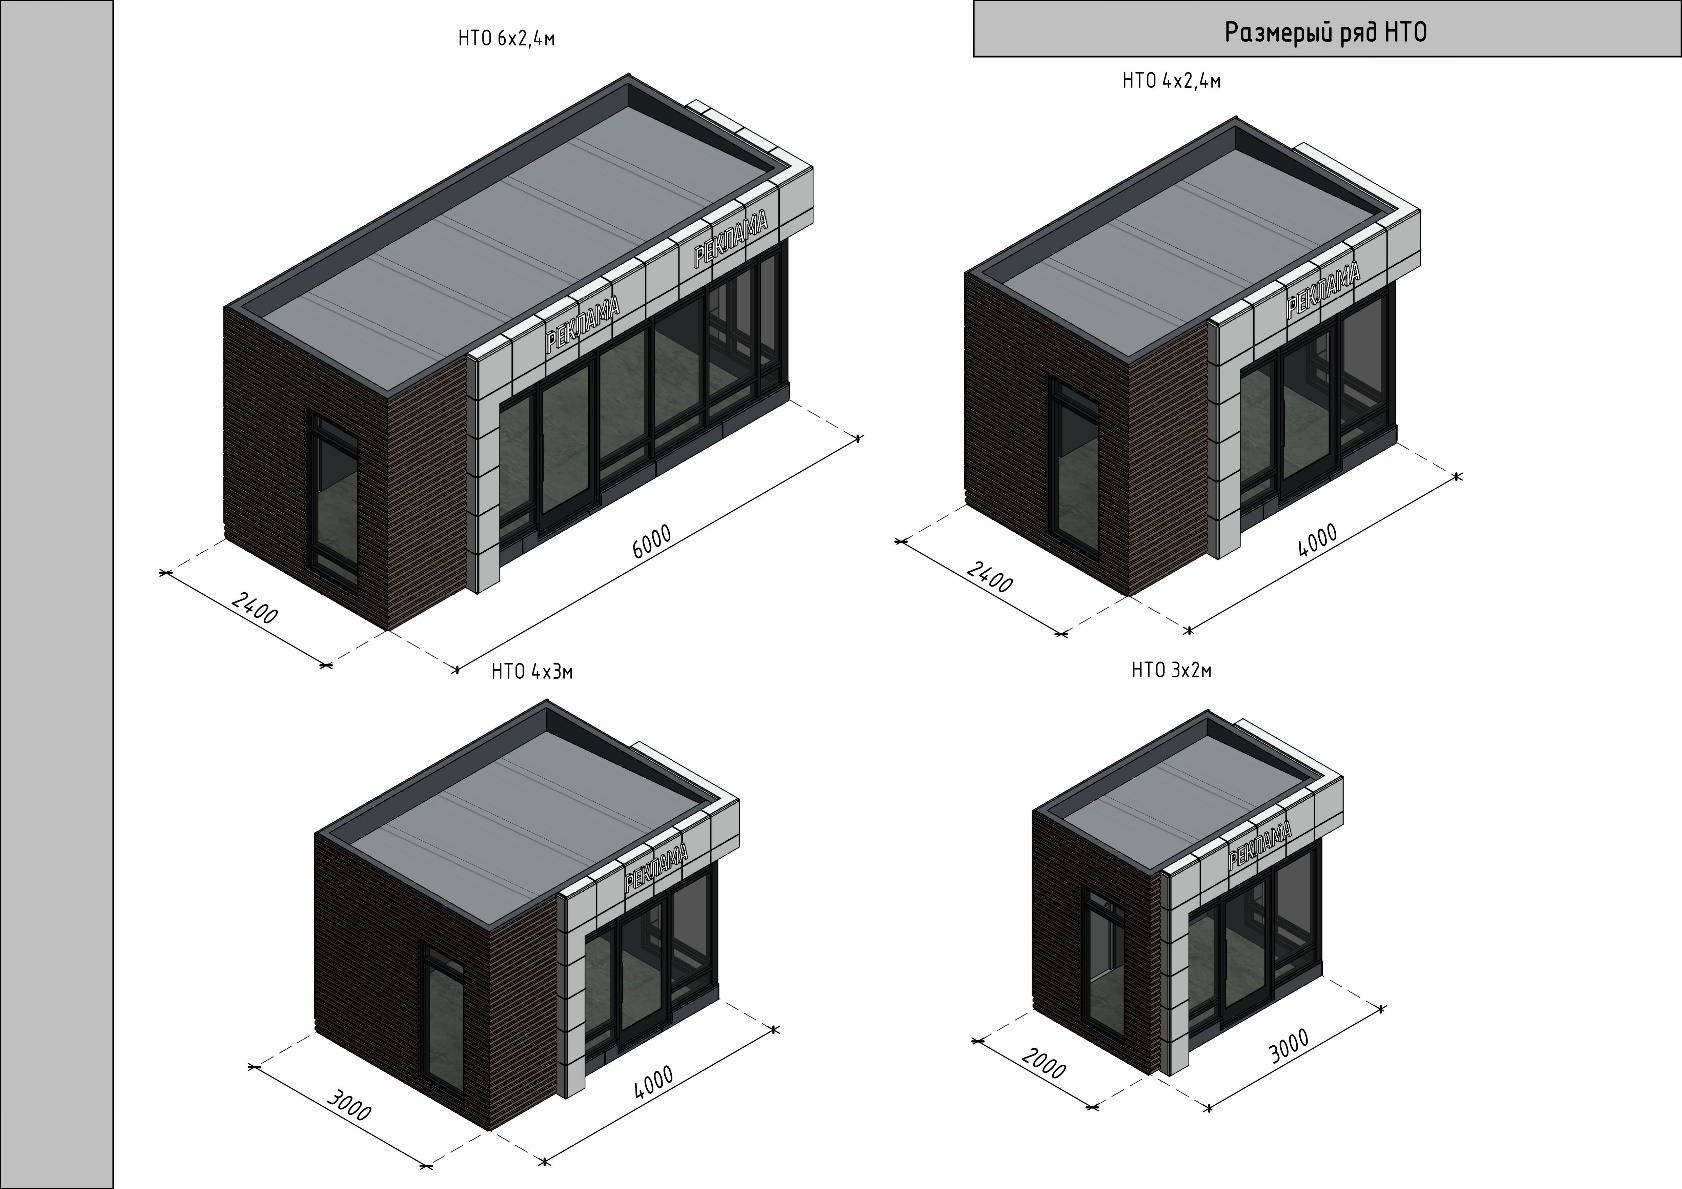 Размерый ряд НТО
НТО 6х2,4м
РЕКЛАМА
РЕКЛАМА
2400
6000
НТО 4х2,4м
РЕКЛАМА
2400
4000
НТО 4х3м
РЕКЛАМА
3000
4000
НТО 3х2м
РЕКЛАМА
2000
3000